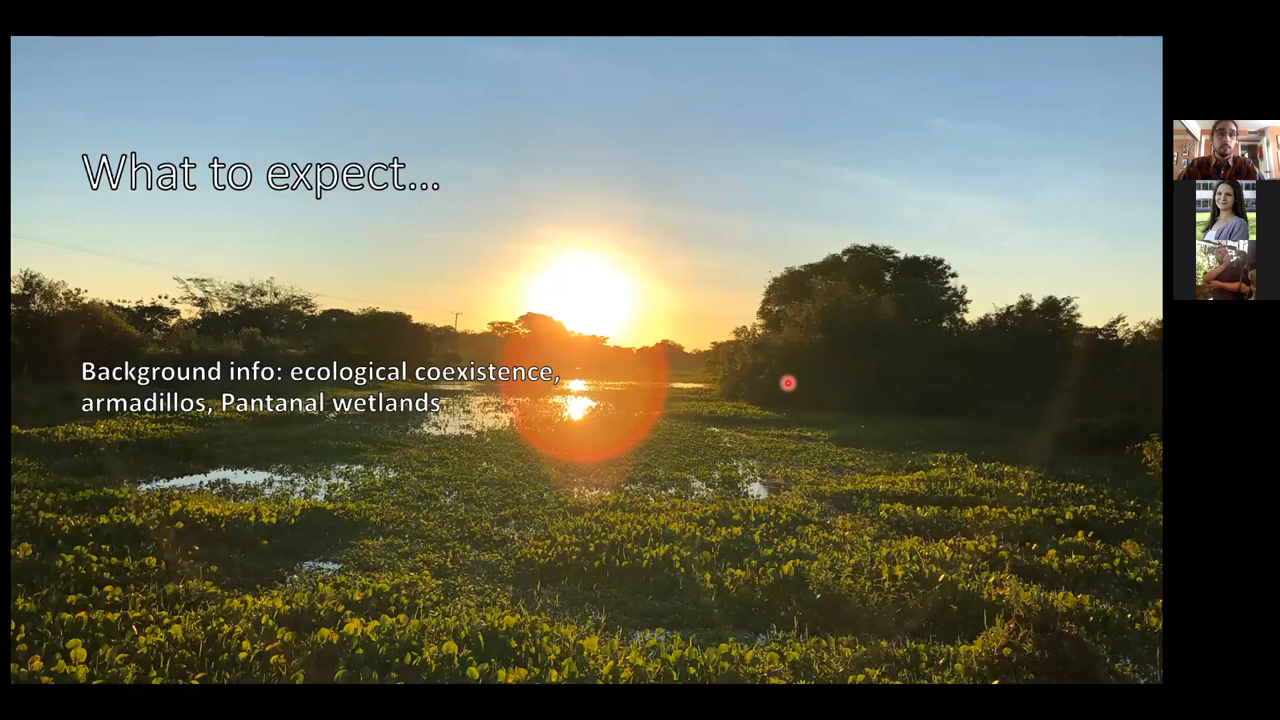 What to expect...
Background info: ecological coexistence,
armadillos, Pantanal wetlands